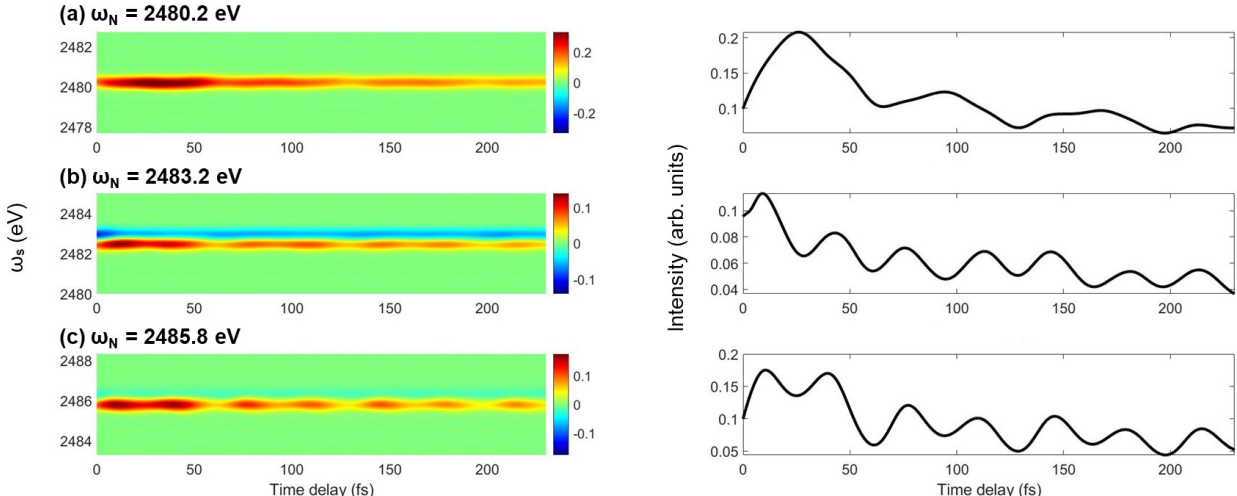 (a) ωN = 2480.2 eV
2482
2480
2478
0.2
0
-0.2
0 50 100 150 200
0.2
0.15
0.1
0 50 100 150 200
(b) ωN = 2483.2 eV
2484
2482
2480
0.1
0
-0.1
0 50 100 150 200
0.1
0.08
0.06
0.04
0 50 100 150 200
(c) ωN = 2485.8 eV
2488
2486
2484
0.1
0
-0.1
0 50 100 150 200
Time delay (fs)
0.2
0.15
0.1
0.05
0 50 100 150 200
Time delay (fs)
ωs (eV)
Intensity (arb. units)